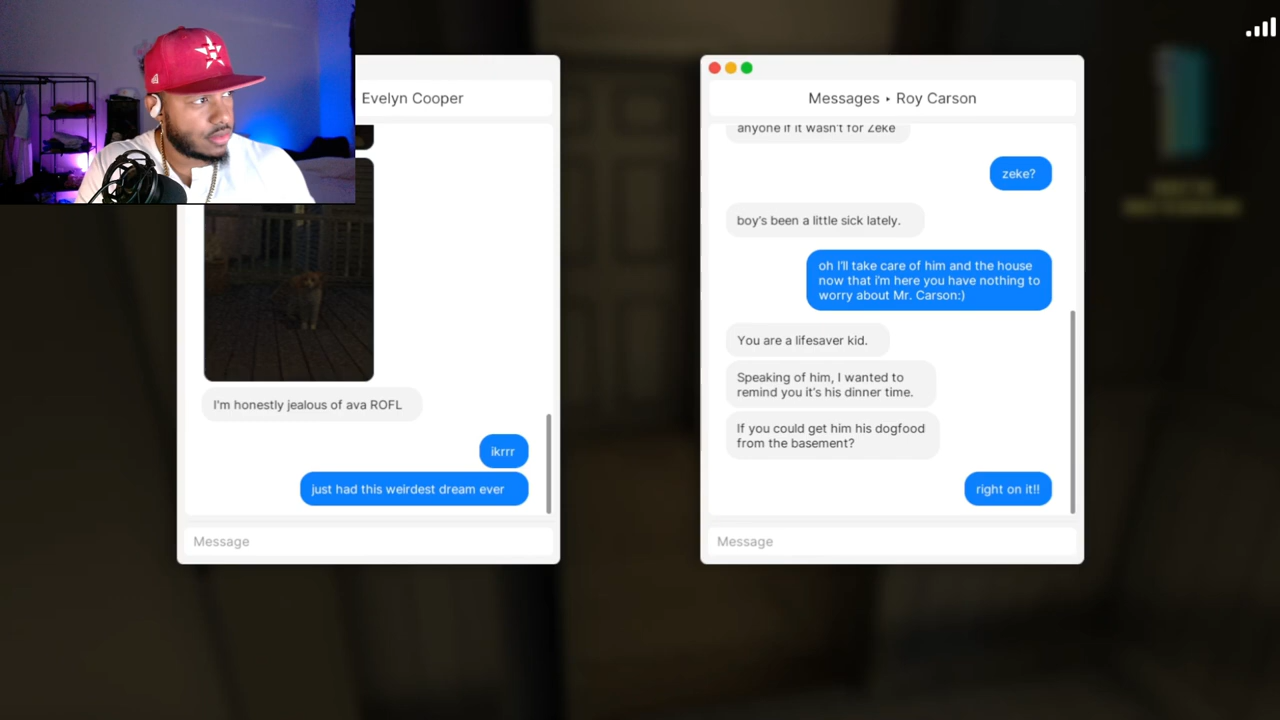 Evelyn Cooper
I'm honestly jealous of ava ROFL
ikrrr
just had this weirdest dream ever
Message
Messages ‣ Roy Carson
anyone if it wasn't for Zeke
zeke?
boy's been a little sick lately.
oh I'll take care of him and the house
now that i'm here you have nothing to
worry about Mr. Carson:)
You are a lifesaver kid.
Speaking of him, I wanted to
remind you it's his dinner time.
If you could get him his dogfood
from the basement?
right on it!!
Message